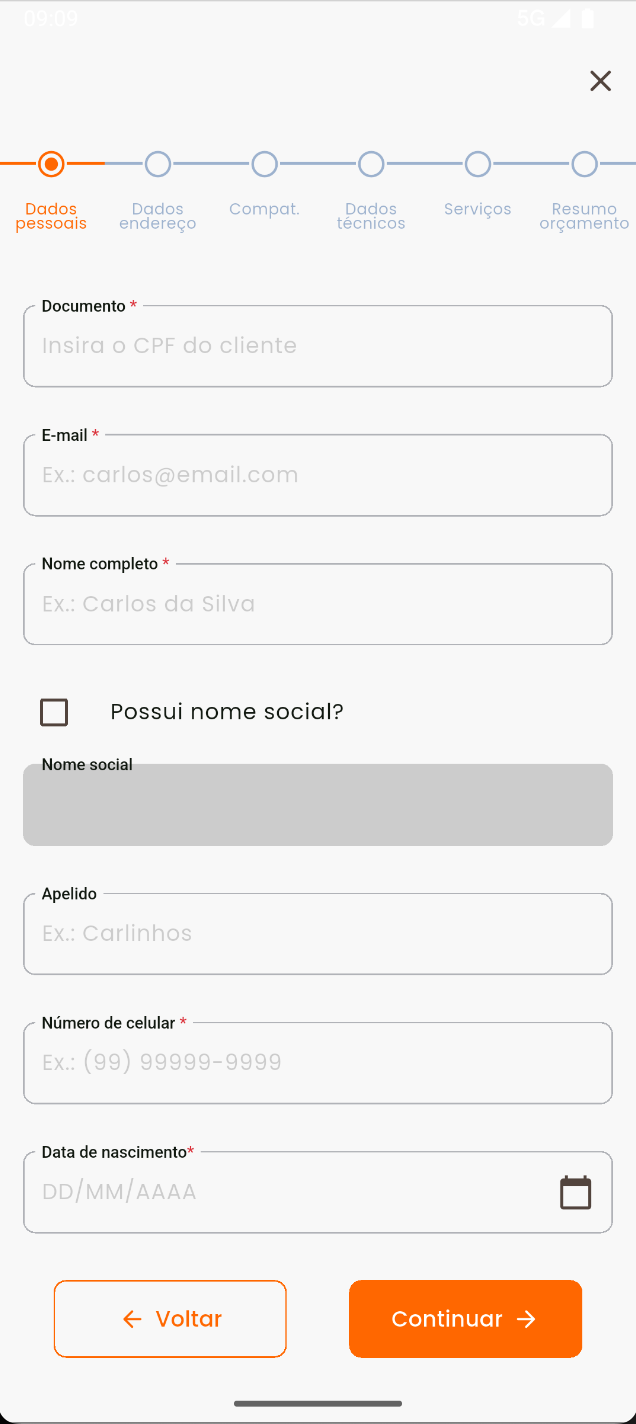 09:09 5G
Dados pessoais
Dados endereço
Compat.
Dados técnicos
Serviços
Resumo orçamento
Documento *
Insira o CPF do cliente
E-mail *
Ex.: carlos@email.com
Nome completo *
Ex.: Carlos da Silva
Possui nome social?
Nome social
Apelido
Ex.: Carlinhos
Número de celular *
Ex.: (99) 99999-9999
Data de nascimento*
DD/MM/AAAA
Voltar
Continuar